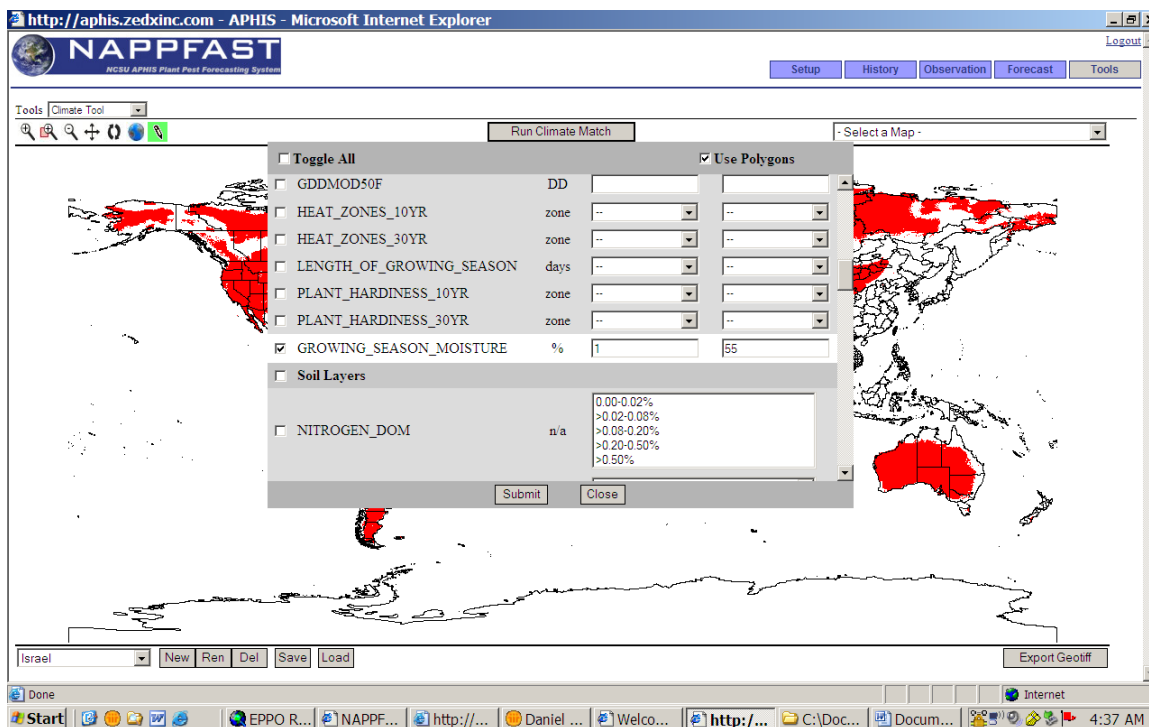 http://aphis.zedxinc.com - APHIS - Microsoft Internet Explorer
NAPPFAST
NCSU APHIS Plant Pest Forecasting System
Logout
Setup History Observation Forecast Tools
Tools Climate Tool
Run Climate Match - Select a Map -
Toggle All Use Polygons
GDDMOD50F DD
HEAT_ZONES_10YR zone -- --
HEAT_ZONES_30YR zone -- --
LENGTH_OF_GROWING_SEASON days -- --
PLANT_HARDINESS_10YR zone -- --
PLANT_HARDINESS_30YR zone -- --
GROWING_SEASON_MOISTURE % 1 55
Soil Layers
NITROGEN_DOM n/a
0.00-0.02%
>0.02-0.08%
>0.08-0.20%
>0.20-0.50%
>0.50%
Submit Close
Israel New Ren Del Save Load Export Geotiff
Done Internet
Start EPPO R... NAPPF... http://... Daniel ... Welco... http:/... C:\Doc... Docum... 4:37 AM